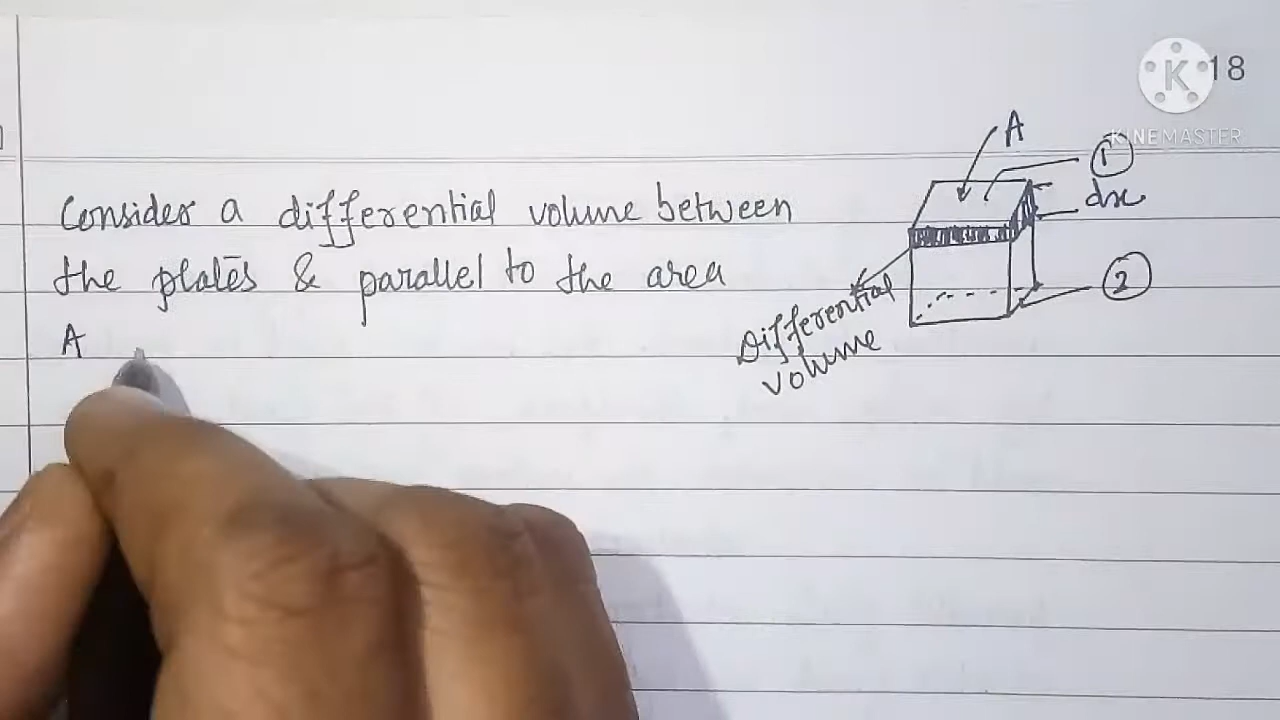 K 18
KINEMASTER
A
1
Consider a differential volume between
dx
the plates & parallel to the area
2
Differential
volume
A